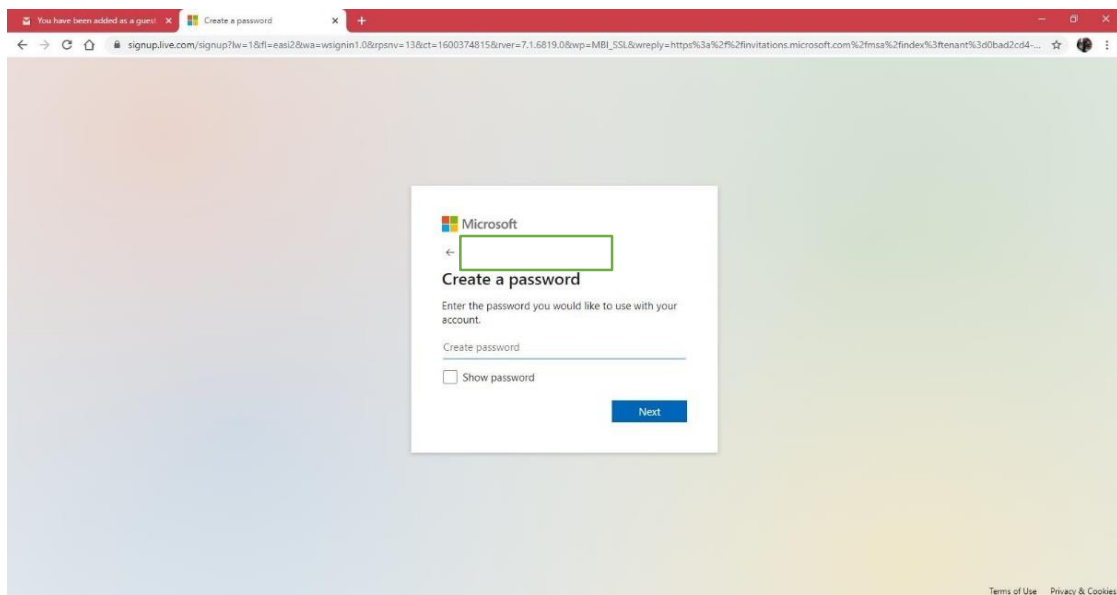 You have been added as a guest
Create a password
signup.live.com/signup?lw=1&fl=easi2&wa=wsignin1.0&rpsnv=13&ct=1600374815&rver=7.1.6819.0&wp=MBI_SSL&wreply=https%3a%2f%2finvitations.microsoft.com%2fmsa%2findex%3ftenant%3d0bad2cd4-...
Microsoft
Create a password
Enter the password you would like to use with your
account.
Create password
Show password
Next
Terms of Use Privacy & Cookies